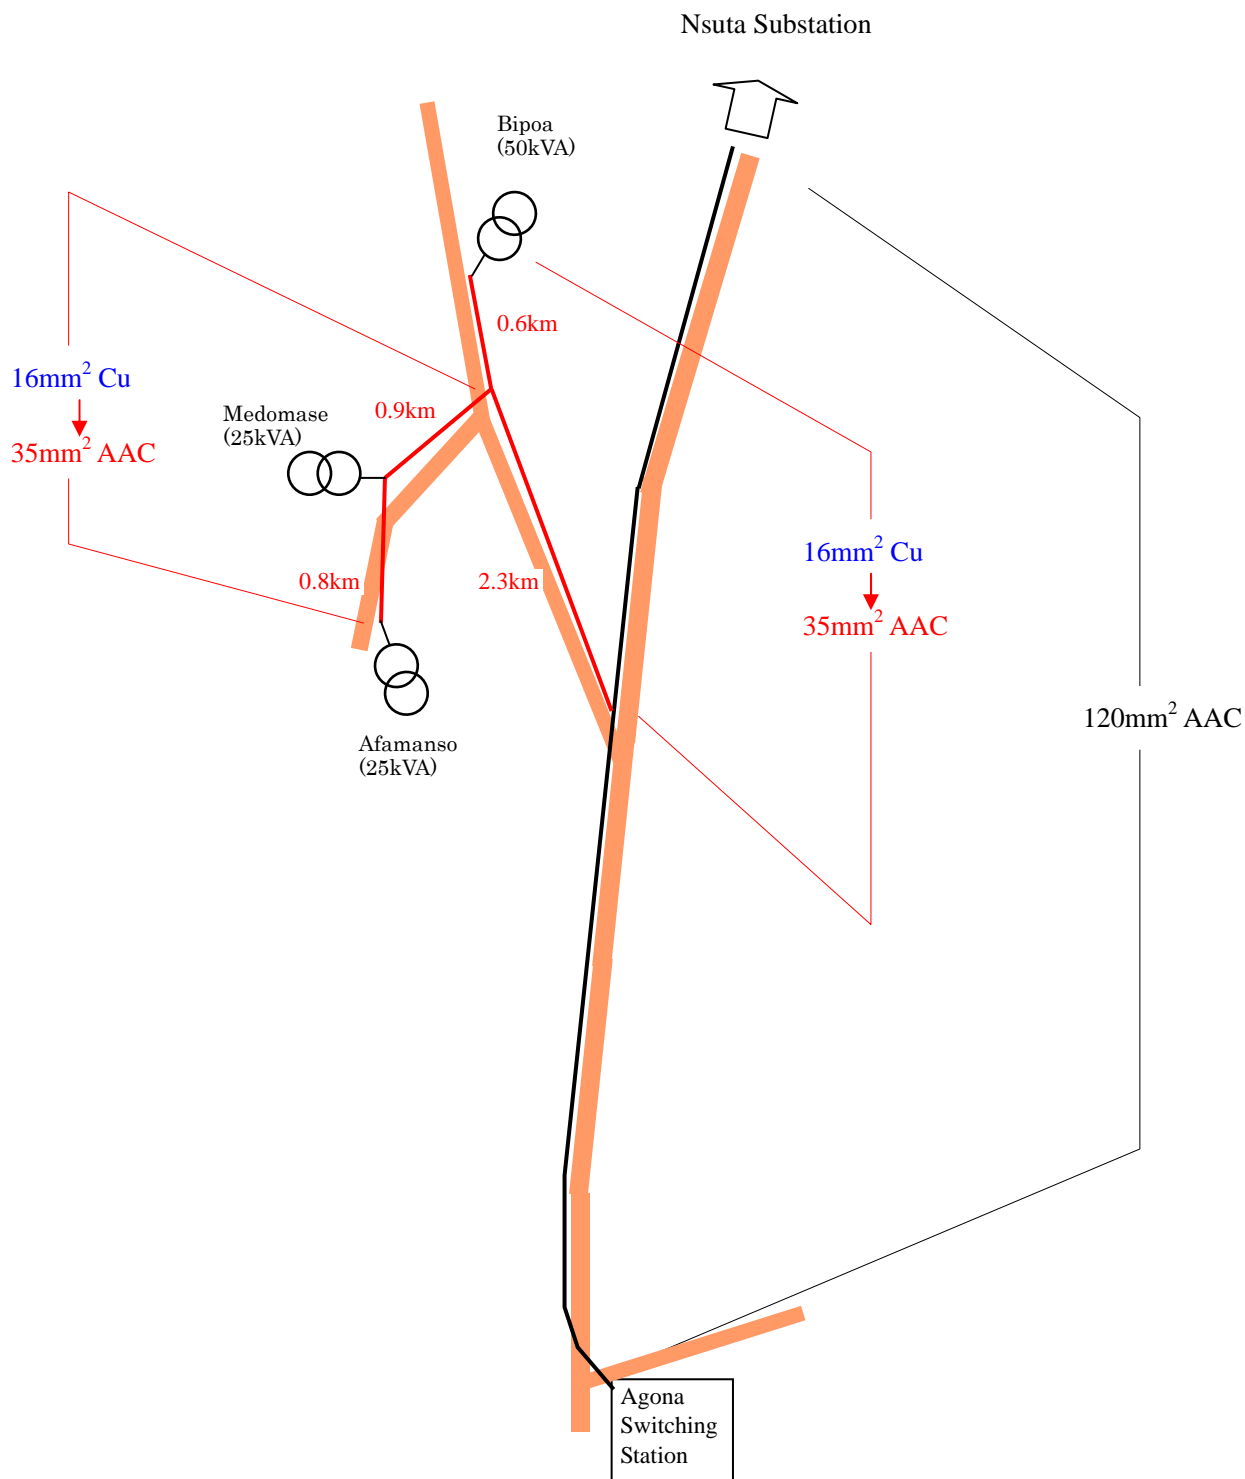 Nsuta Substation
Bipoa
(50kVA)
0.6km
16mm² Cu
35mm² AAC
0.9km
Medomase
(25kVA)
0.8km
2.3km
16mm² Cu
35mm² AAC
120mm² AAC
Afamanso
(25kVA)
Agona
Switching
Station